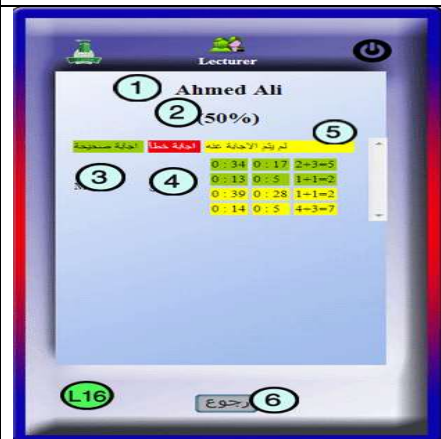 Lecturer
1 Ahmed Ali
2 (50%)
5
اجابة صحيحة اجابة خطأ لم يتم الاجابة عنه
0 : 34 0 : 17 2+3=5
3 4 0 : 13 0 : 5 1+1=2
0 : 39 0 : 28 1+1=2
0 : 14 0 : 5 4+3=7
L16
رجوع 6